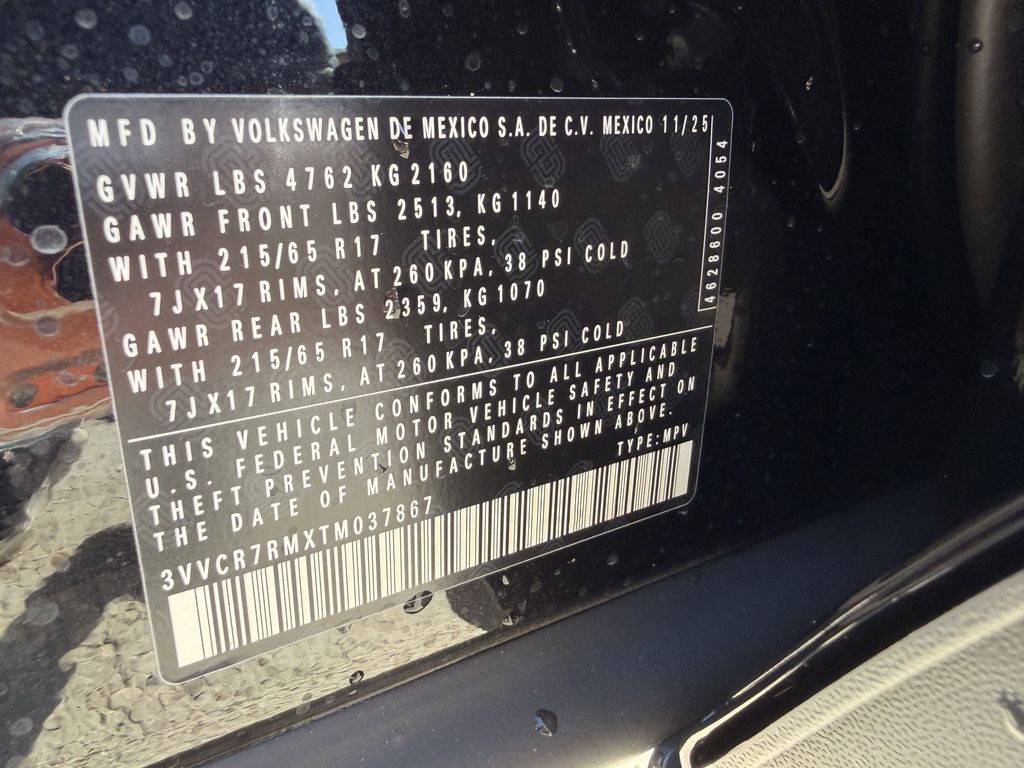 MFD BY VOLKSWAGEN DE MEXICO S.A. DE C.V. MEXICO 11/25
GVWR LBS 4762 KG 2160
GAWR FRONT LBS 2513, KG 1140
WITH 215/65 R17 TIRES,
7JX17 RIMS, AT 260 KPA, 38 PSI COLD
GAWR REAR LBS 2359, KG 1070
WITH 215/65 R17 TIRES,
7JX17 RIMS, AT 260 KPA, 38 PSI COLD
THIS VEHICLE CONFORMS TO ALL APPLICABLE
U.S. FEDERAL MOTOR VEHICLE SAFETY AND
THEFT PREVENTION STANDARDS IN EFFECT ON
THE DATE OF MANUFACTURE SHOWN ABOVE.
TYPE:MPV
3VVCR7RMXTM037867
4628600 4054